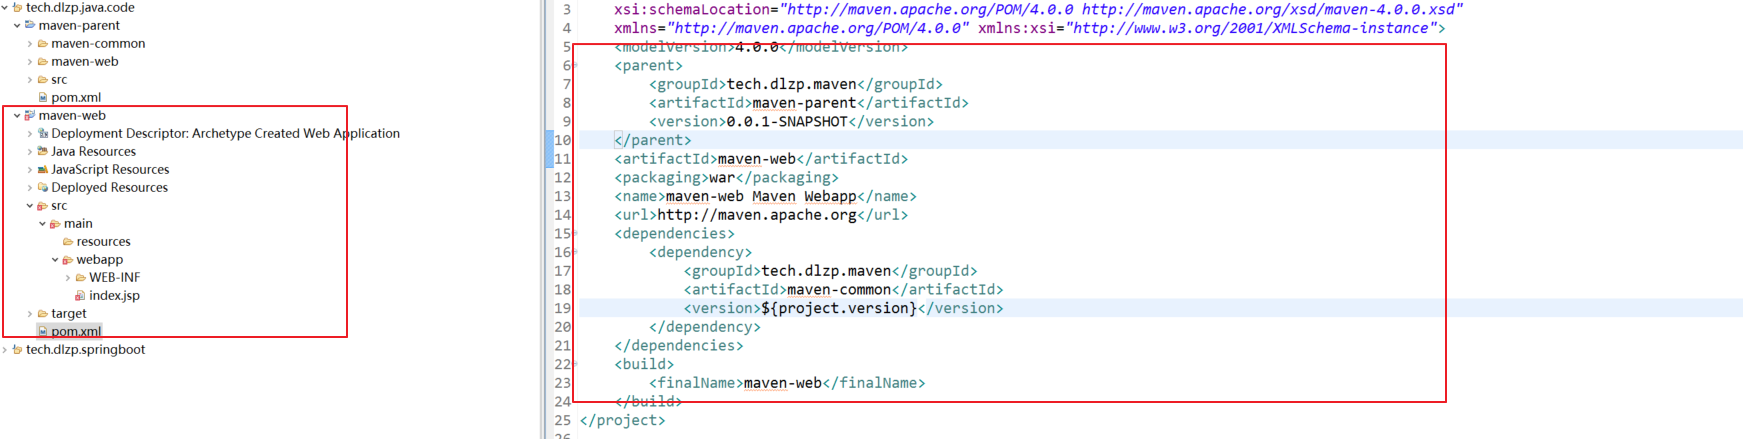 tech.dlzp.java.code
maven-parent
maven-common
maven-web
src
pom.xml
maven-web
Deployment Descriptor: Archetype Created Web Application
Java Resources
JavaScript Resources
Deployed Resources
src
main
resources
webapp
WEB-INF
index.jsp
target
pom.xml
tech.dlzp.springboot
3 xsi:schemaLocation="http://maven.apache.org/POM/4.0.0 http://maven.apache.org/xsd/maven-4.0.0.xsd"
4 xmlns="http://maven.apache.org/POM/4.0.0" xmlns:xsi="http://www.w3.org/2001/XMLSchema-instance">
5 <modelVersion>4.0.0</modelVersion>
6 <parent>
7 <groupId>tech.dlzp.maven</groupId>
8 <artifactId>maven-parent</artifactId>
9 <version>0.0.1-SNAPSHOT</version>
10 </parent>
11 <artifactId>maven-web</artifactId>
12 <packaging>war</packaging>
13 <name>maven-web Maven Webapp</name>
14 <url>http://maven.apache.org</url>
15 <dependencies>
16 <dependency>
17 <groupId>tech.dlzp.maven</groupId>
18 <artifactId>maven-common</artifactId>
19 <version>${project.version}</version>
20 </dependency>
21 </dependencies>
22 <build>
23 <finalName>maven-web</finalName>
24 </build>
25 </project>
26